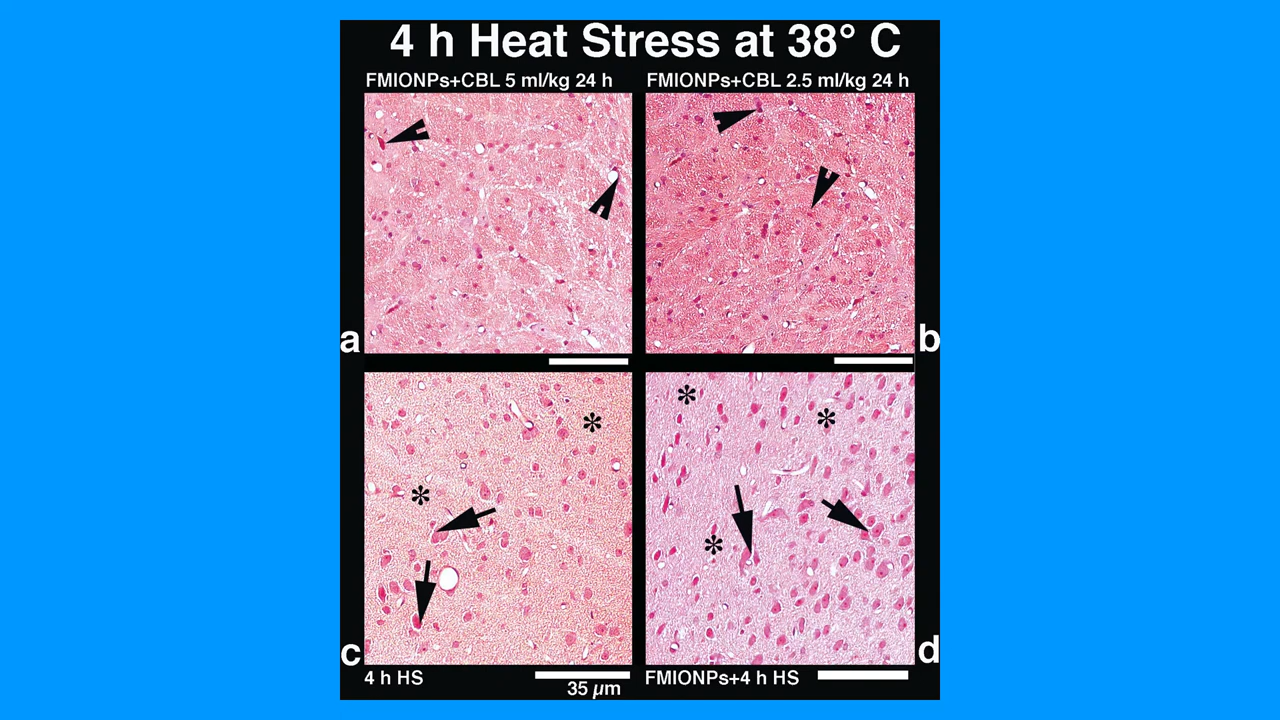 4 h Heat Stress at 38° C
FMIONPs+CBL 5 ml/kg 24 h
FMIONPs+CBL 2.5 ml/kg 24 h
a
b
*
*
*
*
*
c
d
4 h HS
FMIONPs+4 h HS
35 µm